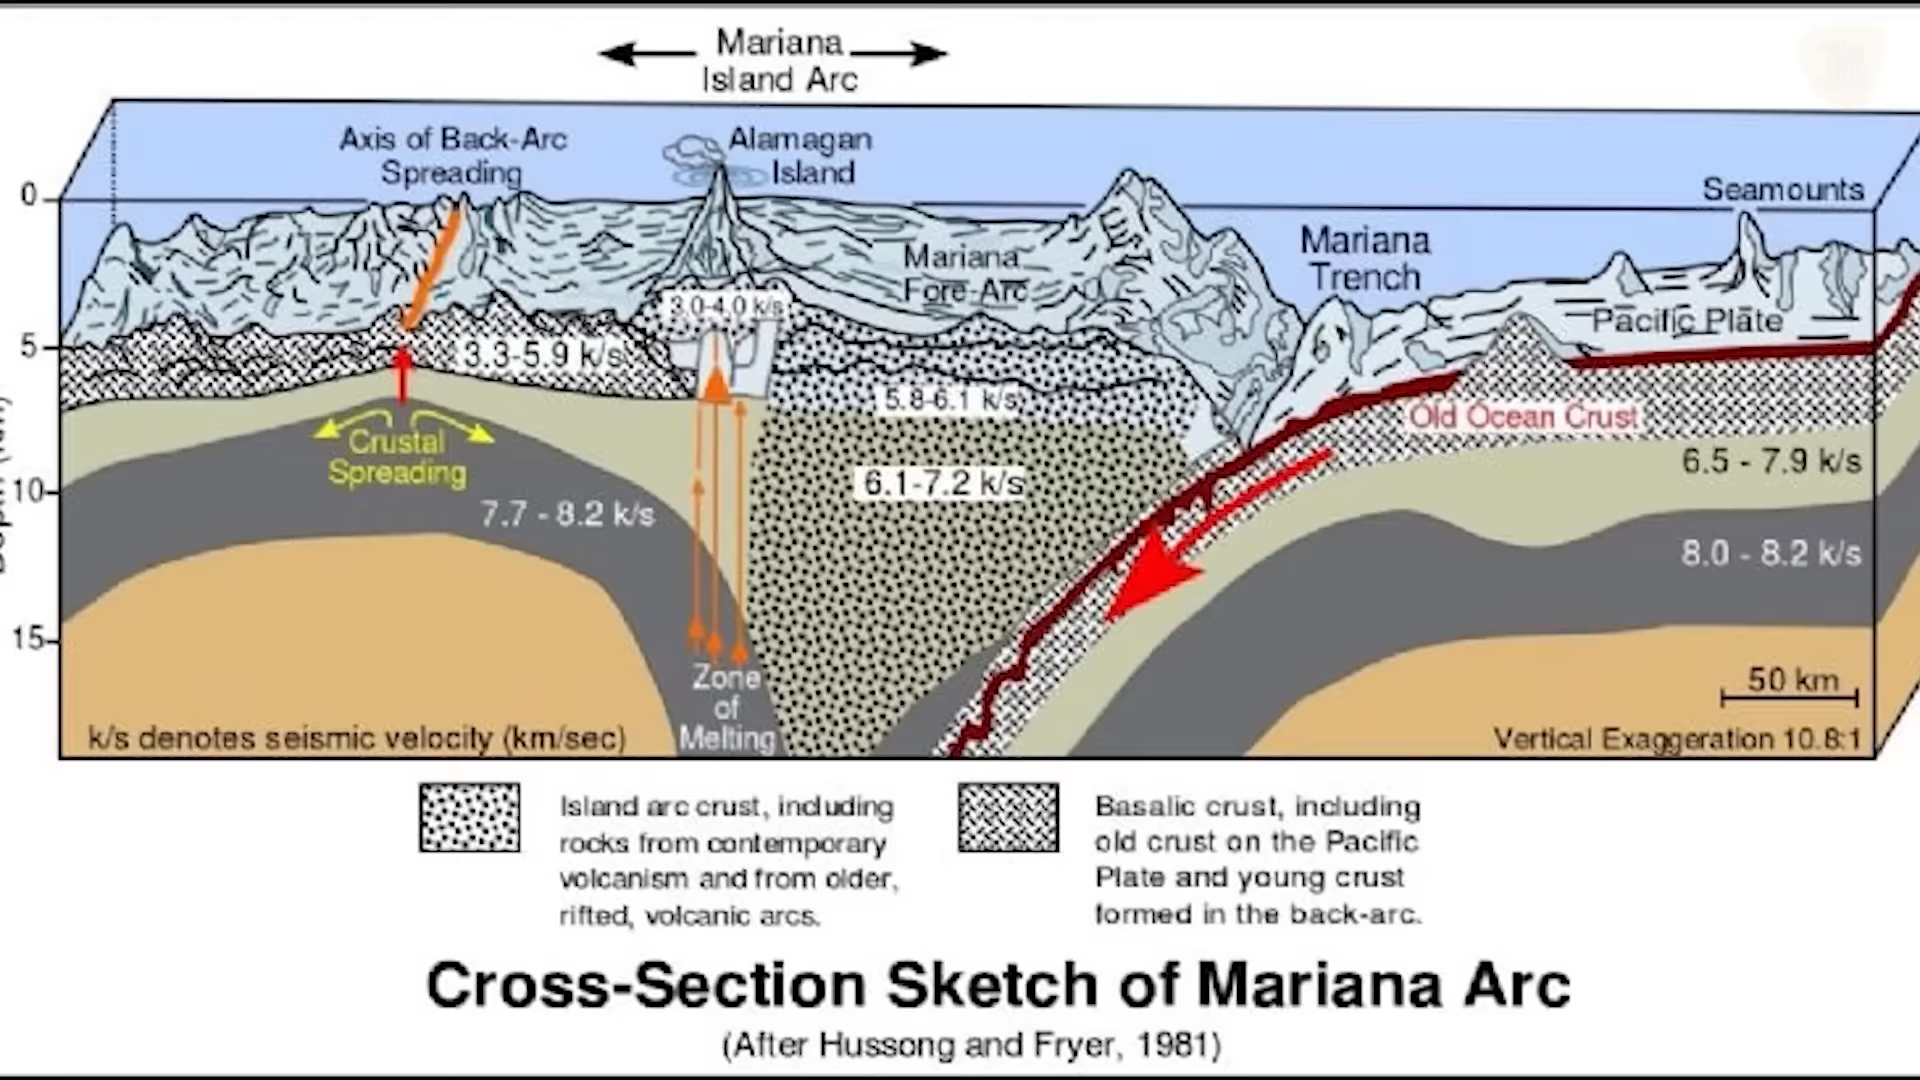 Mariana
Island Arc
Axis of Back-Arc
Spreading
Alamagan
Island
Seamounts
0
Mariana
Fore-Arc
Mariana
Trench
Pacific Plate
3.0-4.0 k/s
5
3.3-5.9 k/s
5.8-6.1 k/s
Old Ocean Crust
Crustal
Spreading
6.5 - 7.9 k/s
10
6.1-7.2 k/s
7.7 - 8.2 k/s
8.0 - 8.2 k/s
15
Zone
of
Melting
50 km
k/s denotes seismic velocity (km/sec)
Vertical Exaggeration 10.8:1
Island arc crust, including
rocks from contemporary
volcanism and from older,
rifted, volcanic arcs.
Basalic crust, including
old crust on the Pacific
Plate and young crust
formed in the back-arc.
Cross-Section Sketch of Mariana Arc
(After Hussong and Fryer, 1981)